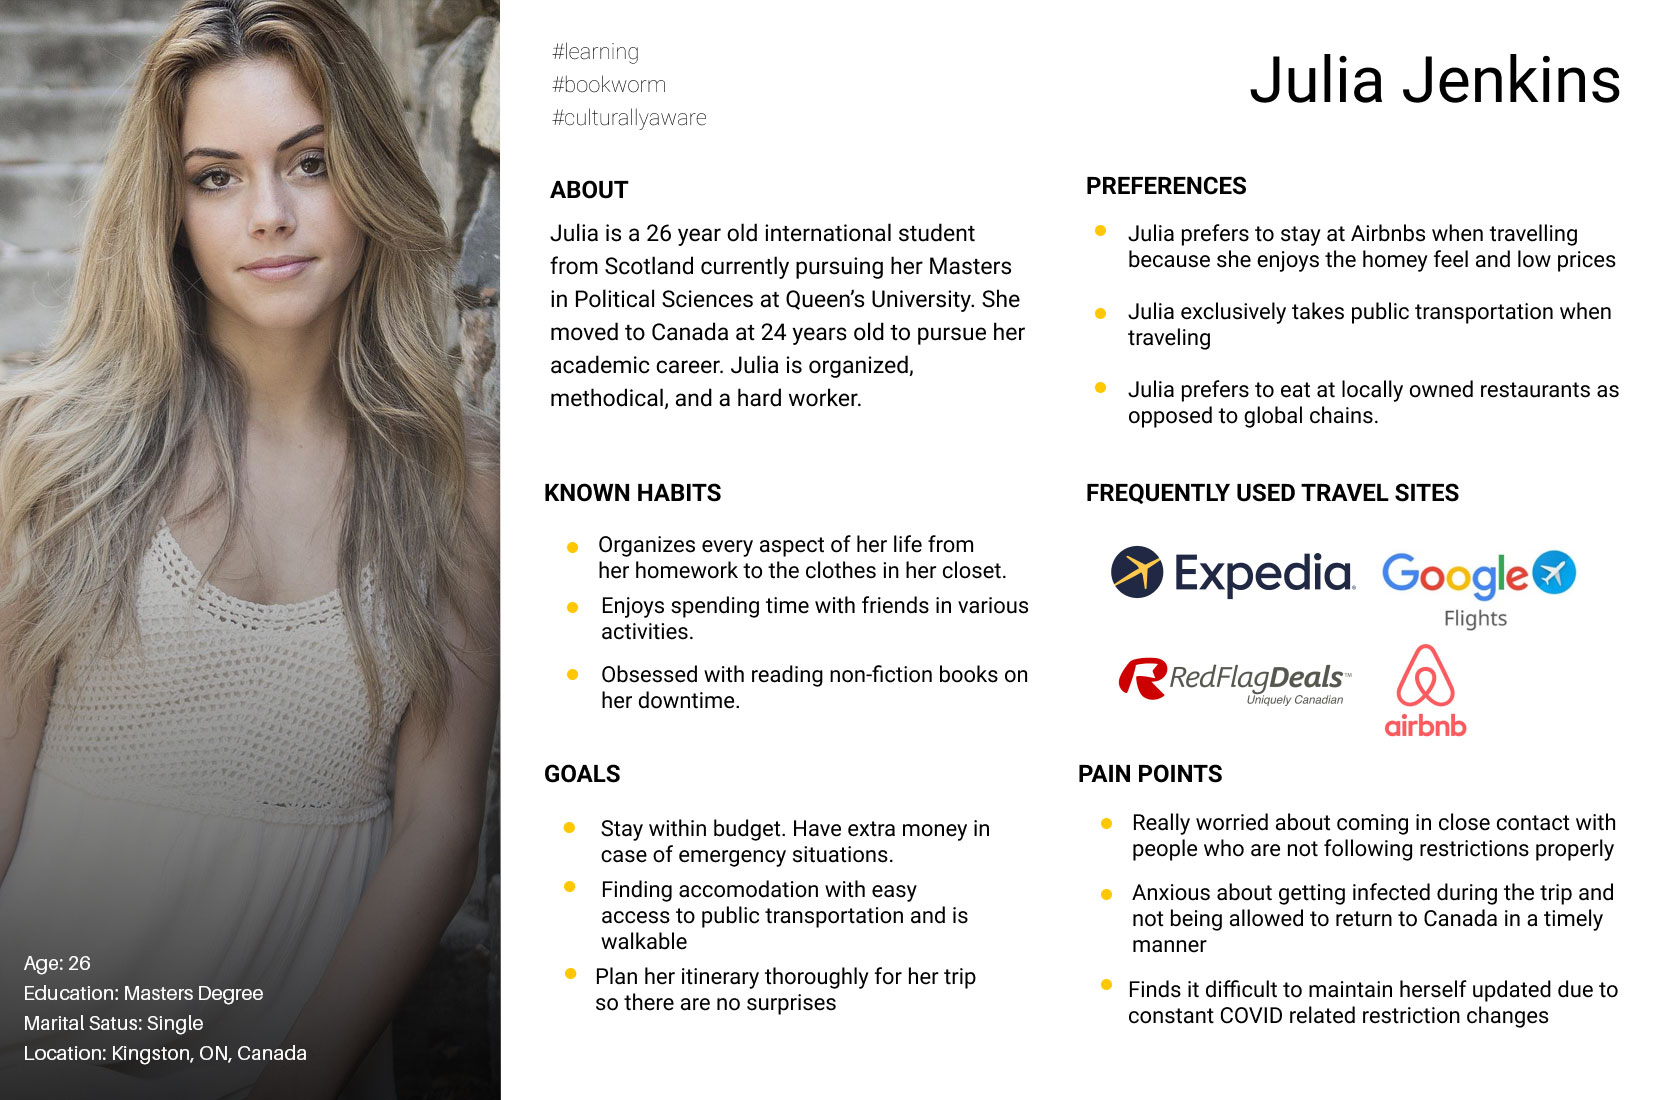 #learning
#bookworm
#culturallyaware
Julia Jenkins
ABOUT
Julia is a 26 year old international student
from Scotland currently pursuing her Masters
in Political Sciences at Queen's University. She
moved to Canada at 24 years old to pursue her
academic career. Julia is organized,
methodical, and a hard worker.
KNOWN HABITS
Organizes every aspect of her life from
her homework to the clothes in her closet.
Enjoys spending time with friends in various
activities.
Obsessed with reading non-fiction books on
her downtime.
GOALS
Stay within budget. Have extra money in
case of emergency situations.
Finding accomodation with easy
access to public transportation and is
walkable
Plan her itinerary thoroughly for her trip
so there are no surprises
PREFERENCES
Julia prefers to stay at Airbnbs when travelling
because she enjoys the homey feel and low prices
Julia exclusively takes public transportation when
traveling
Julia prefers to eat at locally owned restaurants as
opposed to global chains.
FREQUENTLY USED TRAVEL SITES
Expedia
Google
Flights
RedFlagDeals™
Uniquely Canadian
airbnb
PAIN POINTS
Really worried about coming in close contact with
people who are not following restrictions properly
Anxious about getting infected during the trip and
not being allowed to return to Canada in a timely
manner
Finds it difficult to maintain herself updated due to
constant COVID related restriction changes
Age: 26
Education: Masters Degree
Marital Satus: Single
Location: Kingston, ON, Canada